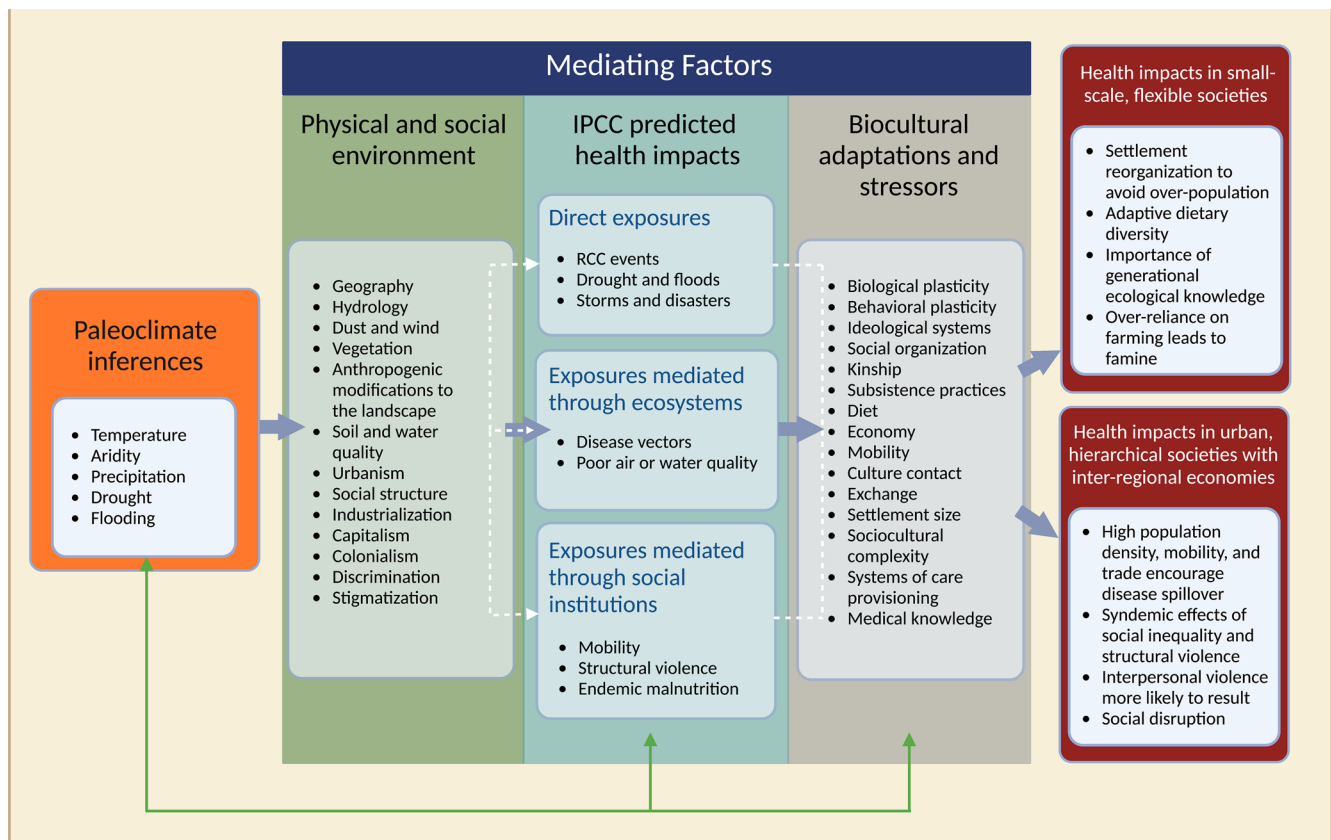 Mediating Factors
Paleoclimate
inferences
• Temperature
• Aridity
• Precipitation
• Drought
• Flooding
Physical and social
environment
• Geography
• Hydrology
• Dust and wind
• Vegetation
• Anthropogenic
modifications to
the landscape
• Soil and water
quality
• Urbanism
• Social structure
• Industrialization
• Capitalism
• Colonialism
• Discrimination
• Stigmatization
IPCC predicted
health impacts
Direct exposures
• RCC events
• Drought and floods
• Storms and disasters
Exposures mediated
through ecosystems
• Disease vectors
• Poor air or water quality
Exposures mediated
through social
institutions
• Mobility
• Structural violence
• Endemic malnutrition
Biocultural
adaptations and
stressors
• Biological plasticity
• Behavioral plasticity
• Ideological systems
• Social organization
• Kinship
• Subsistence practices
• Diet
• Economy
• Mobility
• Culture contact
• Exchange
• Settlement size
• Sociocultural
complexity
• Systems of care
provisioning
• Medical knowledge
Health impacts in small-
scale, flexible societies
• Settlement
reorganization to
avoid over-population
• Adaptive dietary
diversity
• Importance of
generational
ecological knowledge
• Over-reliance on
farming leads to
famine
Health impacts in urban,
hierarchical societies with
inter-regional economies
• High population
density, mobility, and
trade encourage
disease spillover
• Syndemic effects of
social inequality and
structural violence
• Interpersonal violence
more likely to result
• Social disruption